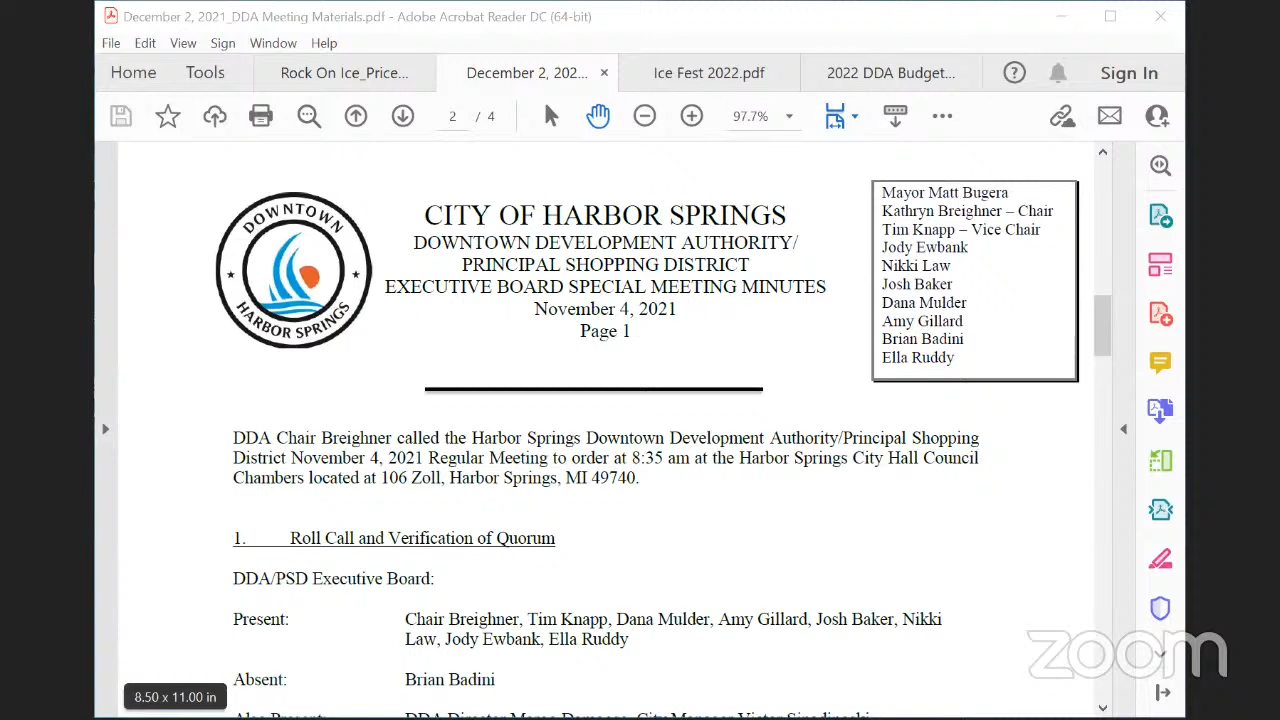 December 2, 2021_DDA Meeting Materials.pdf - Adobe Acrobat Reader DC (64-bit)
File Edit View Sign Window Help
Home Tools Rock On Ice_Price... December 2, 202... × Ice Fest 2022.pdf 2022 DDA Budget... Sign In
2 / 4 97.7%
DOWNTOWN
HARBOR SPRINGS
CITY OF HARBOR SPRINGS
DOWNTOWN DEVELOPMENT AUTHORITY/
PRINCIPAL SHOPPING DISTRICT
EXECUTIVE BOARD SPECIAL MEETING MINUTES
November 4, 2021
Page 1
Mayor Matt Bugera
Kathryn Breighner – Chair
Tim Knapp – Vice Chair
Jody Ewbank
Nikki Law
Josh Baker
Dana Mulder
Amy Gillard
Brian Badini
Ella Ruddy
DDA Chair Breighner called the Harbor Springs Downtown Development Authority/Principal Shopping
District November 4, 2021 Regular Meeting to order at 8:35 am at the Harbor Springs City Hall Council
Chambers located at 106 Zoll, Harbor Springs, MI 49740.
1. Roll Call and Verification of Quorum
DDA/PSD Executive Board:
Present: Chair Breighner, Tim Knapp, Dana Mulder, Amy Gillard, Josh Baker, Nikki
Law, Jody Ewbank, Ella Ruddy
Absent: Brian Badini
8.50 x 11.00 in
zoom